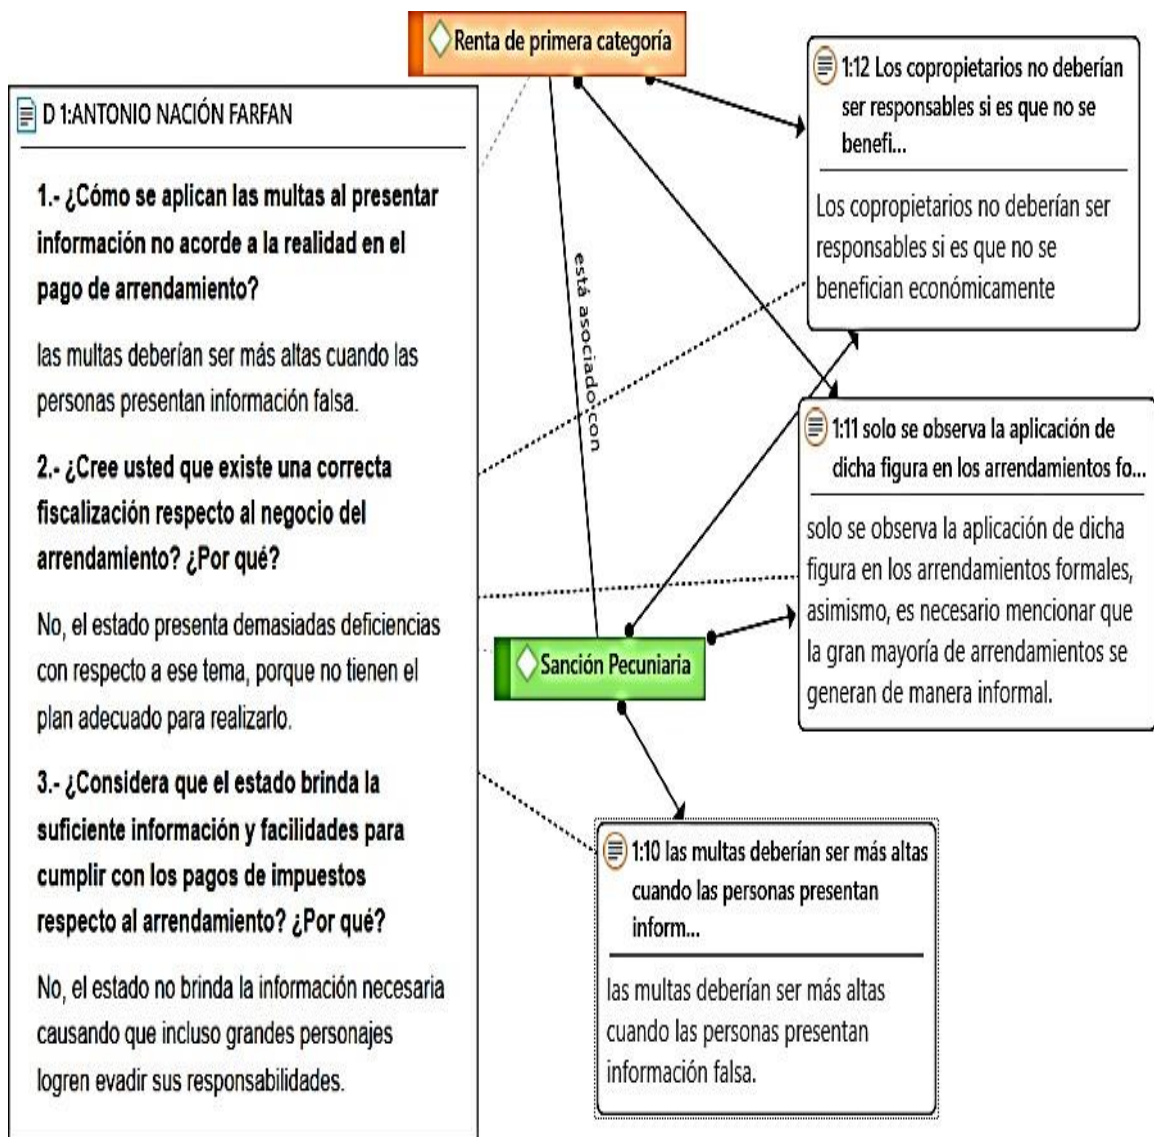 Renta de primera categoría
D 1:ANTONIO NACIÓN FARFAN
1.- ¿Cómo se aplican las multas al presentar
información no acorde a la realidad en el
pago de arrendamiento?
las multas deberían ser más altas cuando las
personas presentan información falsa.
2.- ¿Cree usted que existe una correcta
fiscalización respecto al negocio del
arrendamiento? ¿Por qué?
No, el estado presenta demasiadas deficiencias
con respecto a ese tema, porque no tienen el
plan adecuado para realizarlo.
3.- ¿Considera que el estado brinda la
suficiente información y facilidades para
cumplir con los pagos de impuestos
respecto al arrendamiento? ¿Por qué?
No, el estado no brinda la información necesaria
causando que incluso grandes personajes
logren evadir sus responsabilidades.
está asociado con
Sanción Pecuniaria
1:12 Los copropietarios no deberían
ser responsables si es que no se
benefi...
Los copropietarios no deberían ser
responsables si es que no se
benefician económicamente
1:11 solo se observa la aplicación de
dicha figura en los arrendamientos fo...
solo se observa la aplicación de dicha
figura en los arrendamientos formales,
asimismo, es necesario mencionar que
la gran mayoría de arrendamientos se
generan de manera informal.
1:10 las multas deberían ser más altas
cuando las personas presentan
inform...
las multas deberían ser más altas
cuando las personas presentan
información falsa.